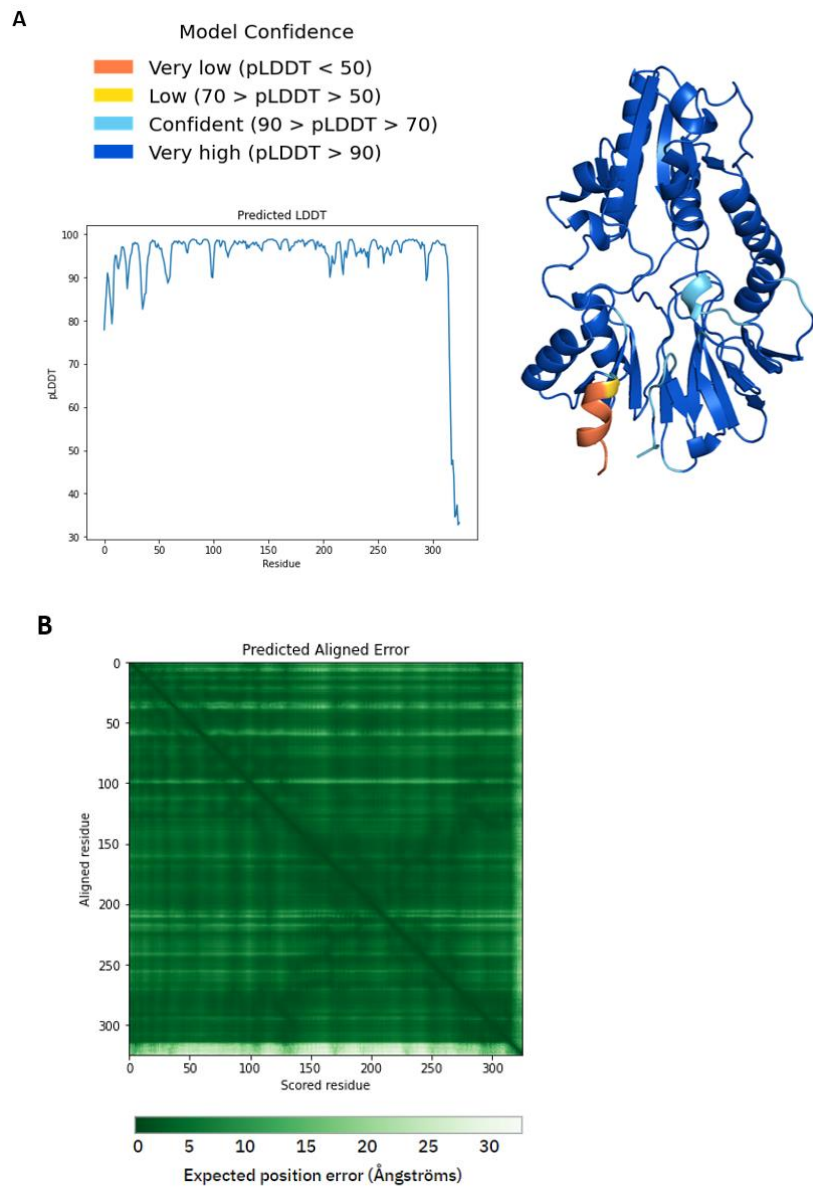 A
Model Confidence
Very low (pLDDT < 50)
Low (70 > pLDDT > 50)
Confident (90 > pLDDT > 70)
Very high (pLDDT > 90)
Predicted LDDT
100
90
80
70
60
50
40
30
pLDDT
0 50 100 150 200 250 300
Residue
B
Predicted Aligned Error
0
50
100
150
200
250
300
Aligned residue
0 50 100 150 200 250 300
Scored residue
0 5 10 15 20 25 30
Expected position error (Ångströms)